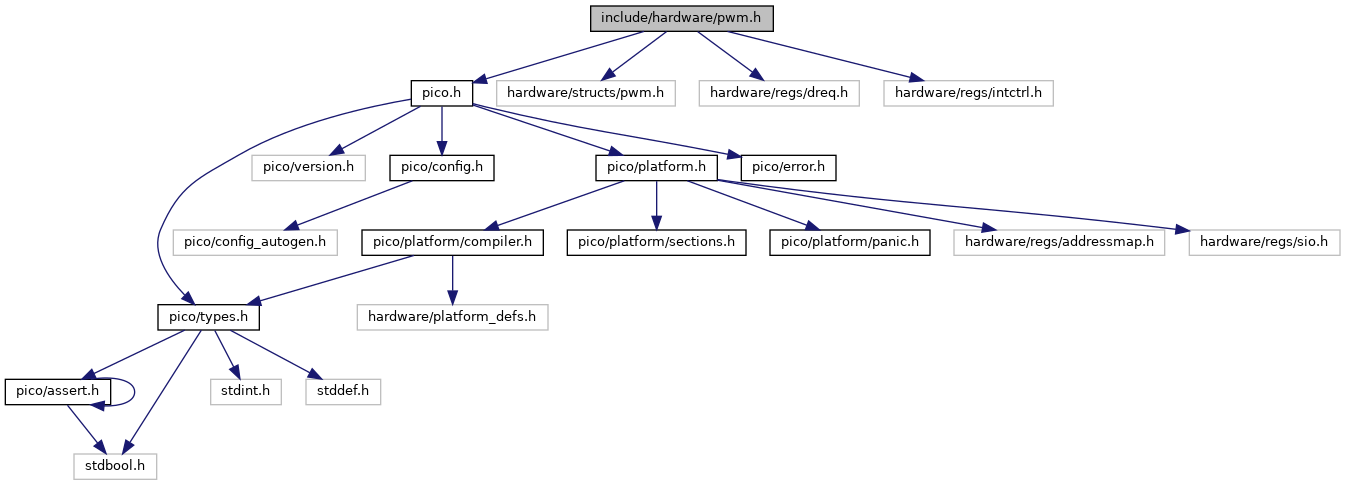 include/hardware/pwm.h
pico.h
hardware/structs/pwm.h
hardware/regs/dreq.h
hardware/regs/intctrl.h
pico/version.h
pico/config.h
pico/platform.h
pico/error.h
pico/config_autogen.h
pico/platform/compiler.h
pico/platform/sections.h
pico/platform/panic.h
hardware/regs/addressmap.h
hardware/regs/sio.h
pico/types.h
hardware/platform_defs.h
pico/assert.h
stdint.h
stddef.h
stdbool.h